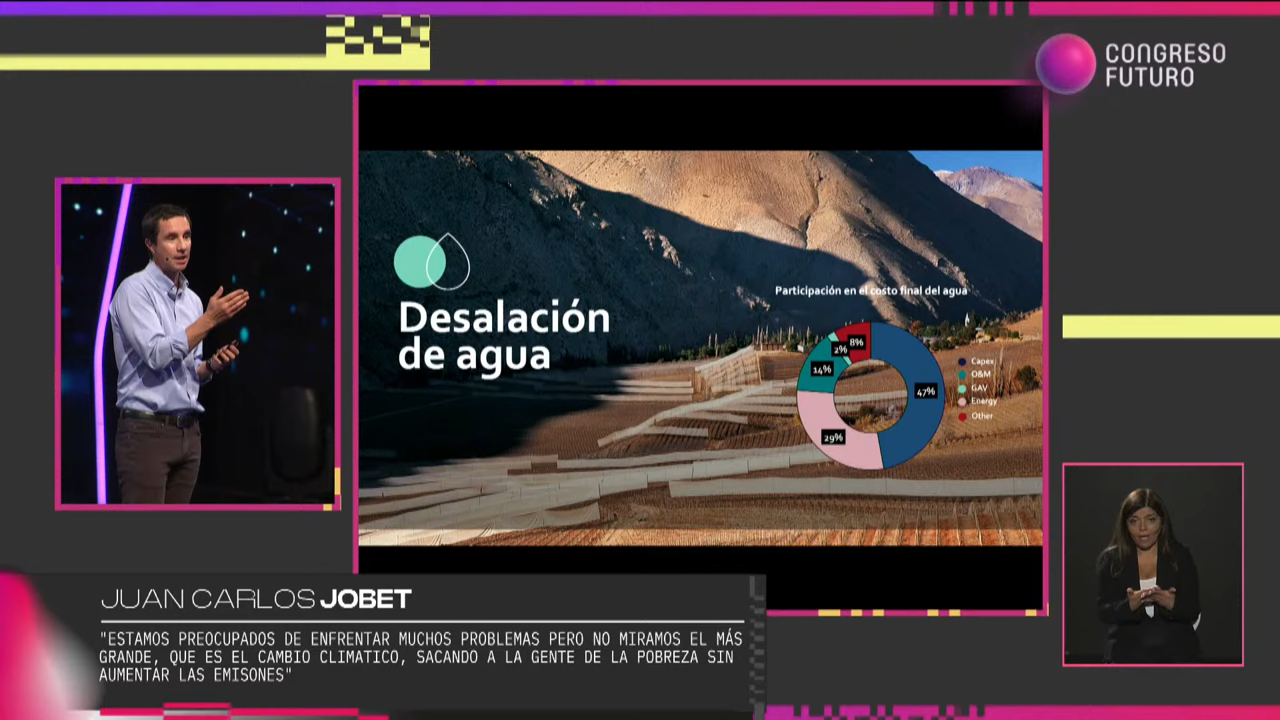 CONGRESO
FUTURO
Desalación
de agua
Participación en el costo final del agua
8%
2%
14%
47%
29%
Capex
O&M
GAV
Energy
Other
JUAN CARLOS JOBET
"ESTAMOS PREOCUPADOS DE ENFRENTAR MUCHOS PROBLEMAS PERO NO MIRAMOS EL MÁS
GRANDE, QUE ES EL CAMBIO CLIMATICO, SACANDO A LA GENTE DE LA POBREZA SIN
AUMENTAR LAS EMISONES"